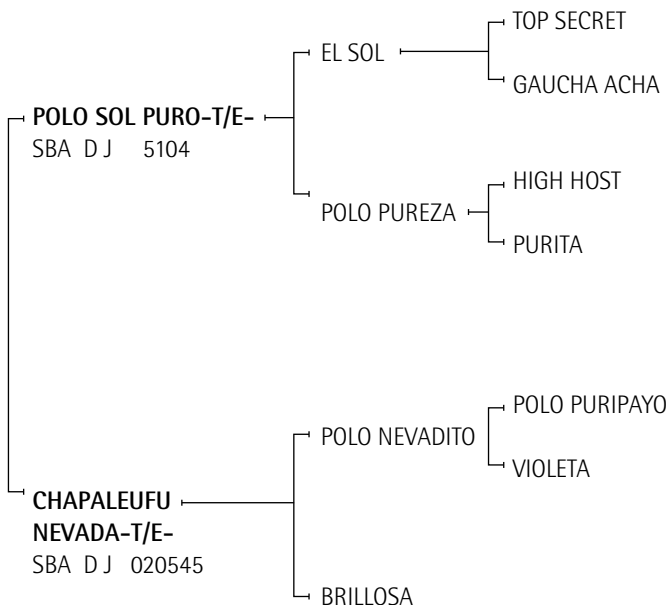 TOP SECRET
EL SOL
GAUCHA ACHA
POLO SOL PURO-T/E-
SBA D J 5104
HIGH HOST
POLO PUREZA
PURITA
POLO PURIPAYO
POLO NEVADITO
VIOLETA
CHAPALEUFU
NEVADA-T/E-
SBA D J 020545
BRILLOSA